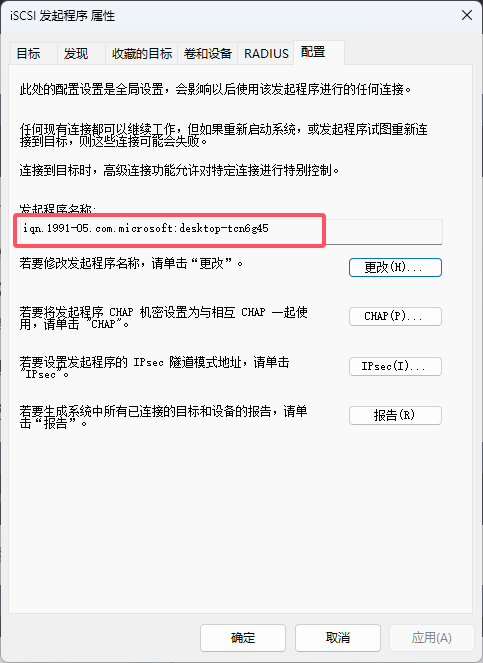 iSCSI 发起程序 属性
目标 发现 收藏的目标 卷和设备 RADIUS 配置
此处的配置设置是全局设置，会影响以后使用该发起程序进行的任何连接。
任何现有连接都可以继续工作，但如果重新启动系统，或发起程序试图重新连
接到目标，则这些连接可能会失败。
连接到目标时，高级连接功能允许对特定连接进行特别控制。
发起程序名称:
iqn.1991-05.com.microsoft:desktop-tcn6g45
若要修改发起程序名称，请单击“更改”。
更改(H)...
若要将发起程序 CHAP 机密设置为与相互 CHAP 一起使
用，请单击 "CHAP"。
CHAP(P)...
若要设置发起程序的 IPsec 隧道模式地址，请单击
"IPsec"。
IPsec(I)...
若要生成系统中所有已连接的目标和设备的报告，请单
击“报告”。
报告(R)
确定 取消 应用(A)